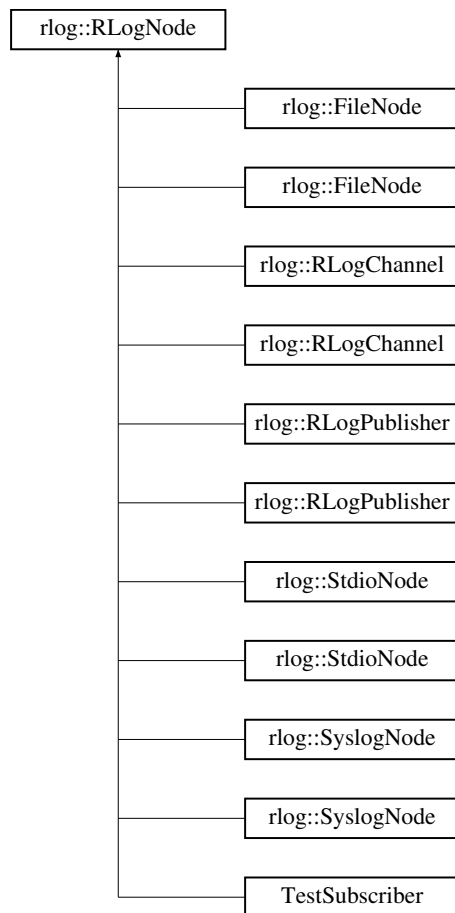 rlog::RLogNode
rlog::FileNode
rlog::FileNode
rlog::RLogChannel
rlog::RLogChannel
rlog::RLogPublisher
rlog::RLogPublisher
rlog::StdioNode
rlog::StdioNode
rlog::SyslogNode
rlog::SyslogNode
TestSubscriber